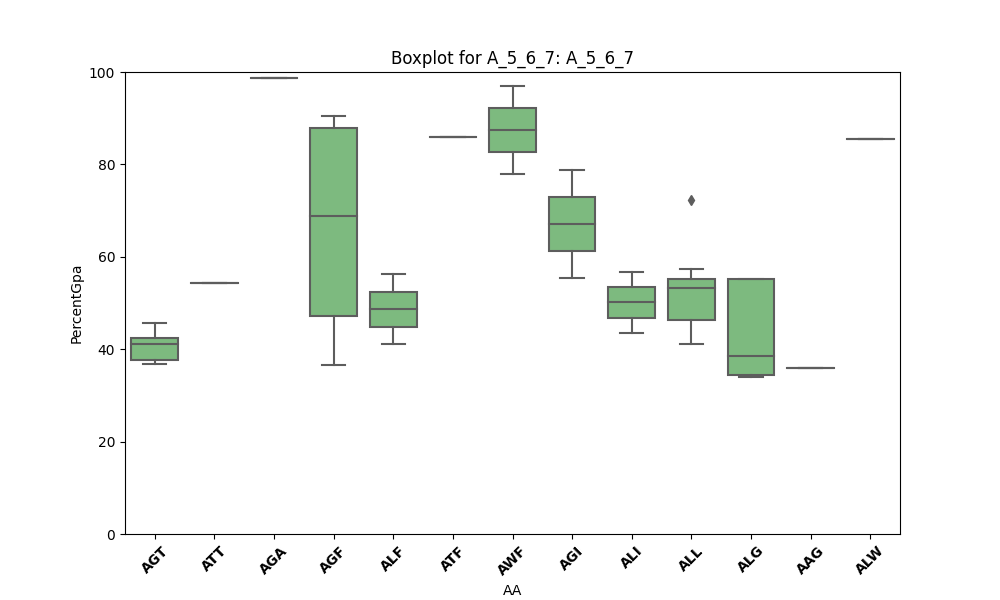 Boxplot for A_5_6_7: A_5_6_7
100
80
60
40
20
0
PercentGpa
AGT ATT AGA AGF ALF ATF AWF AGI ALI ALL ALG AAG ALW
AA